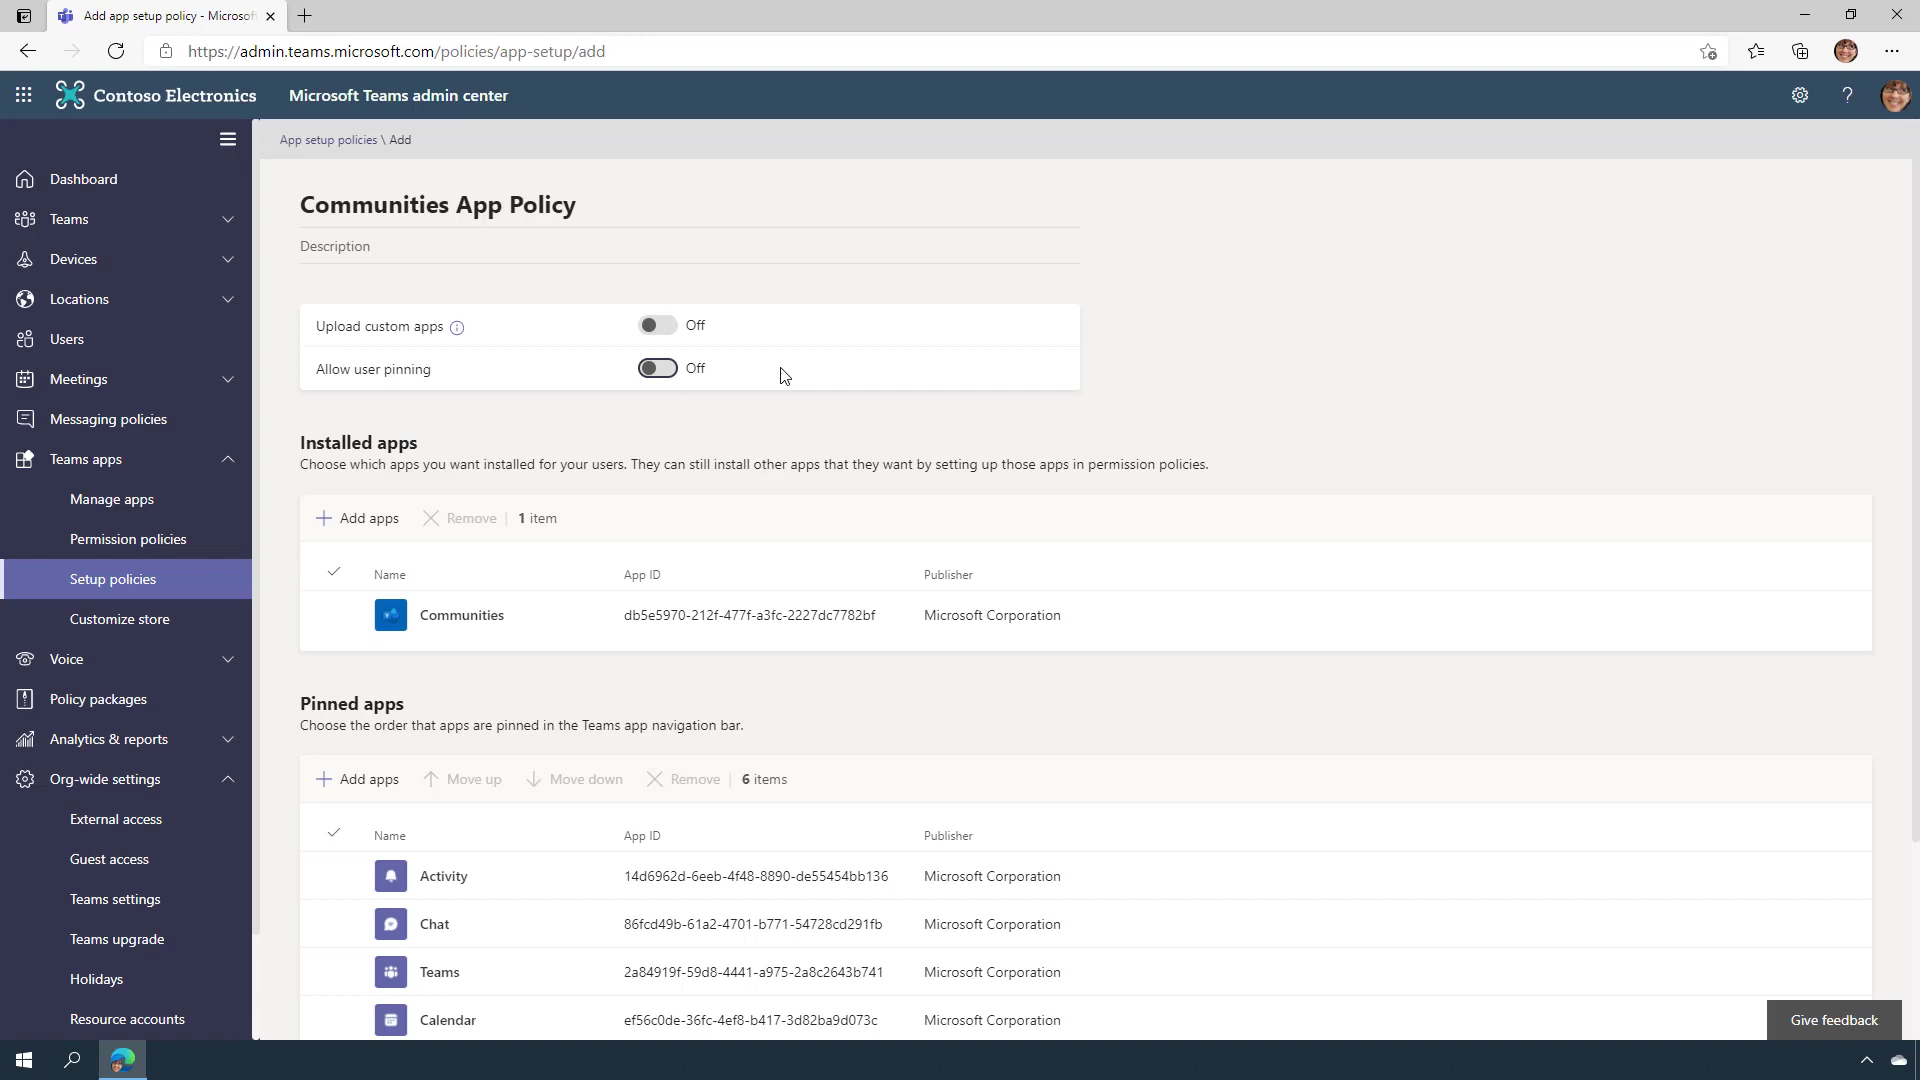 Add app setup policy - Microsof
https://admin.teams.microsoft.com/policies/app-setup/add
Contoso Electronics
Microsoft Teams admin center
?
App setup policies \ Add
Dashboard
Teams
Devices
Locations
Users
Meetings
Messaging policies
Teams apps
Manage apps
Permission policies
Setup policies
Customize store
Voice
Policy packages
Analytics & reports
Org-wide settings
External access
Guest access
Teams settings
Teams upgrade
Holidays
Resource accounts
Communities App Policy
Description
Upload custom apps Off
Allow user pinning Off
Installed apps
Choose which apps you want installed for your users. They can still install other apps that they want by setting up those apps in permission policies.
Add apps Remove | 1 item
Name App ID Publisher
Communities db5e5970-212f-477f-a3fc-2227dc7782bf Microsoft Corporation
Pinned apps
Choose the order that apps are pinned in the Teams app navigation bar.
Add apps Move up Move down Remove | 6 items
Name App ID Publisher
Activity 14d6962d-6eeb-4f48-8890-de55454bb136 Microsoft Corporation
Chat 86fcd49b-61a2-4701-b771-54728cd291fb Microsoft Corporation
Teams 2a84919f-59d8-4441-a975-2a8c2643b741 Microsoft Corporation
Calendar ef56c0de-36fc-4ef8-b417-3d82ba9d073c Microsoft Corporation
Give feedback